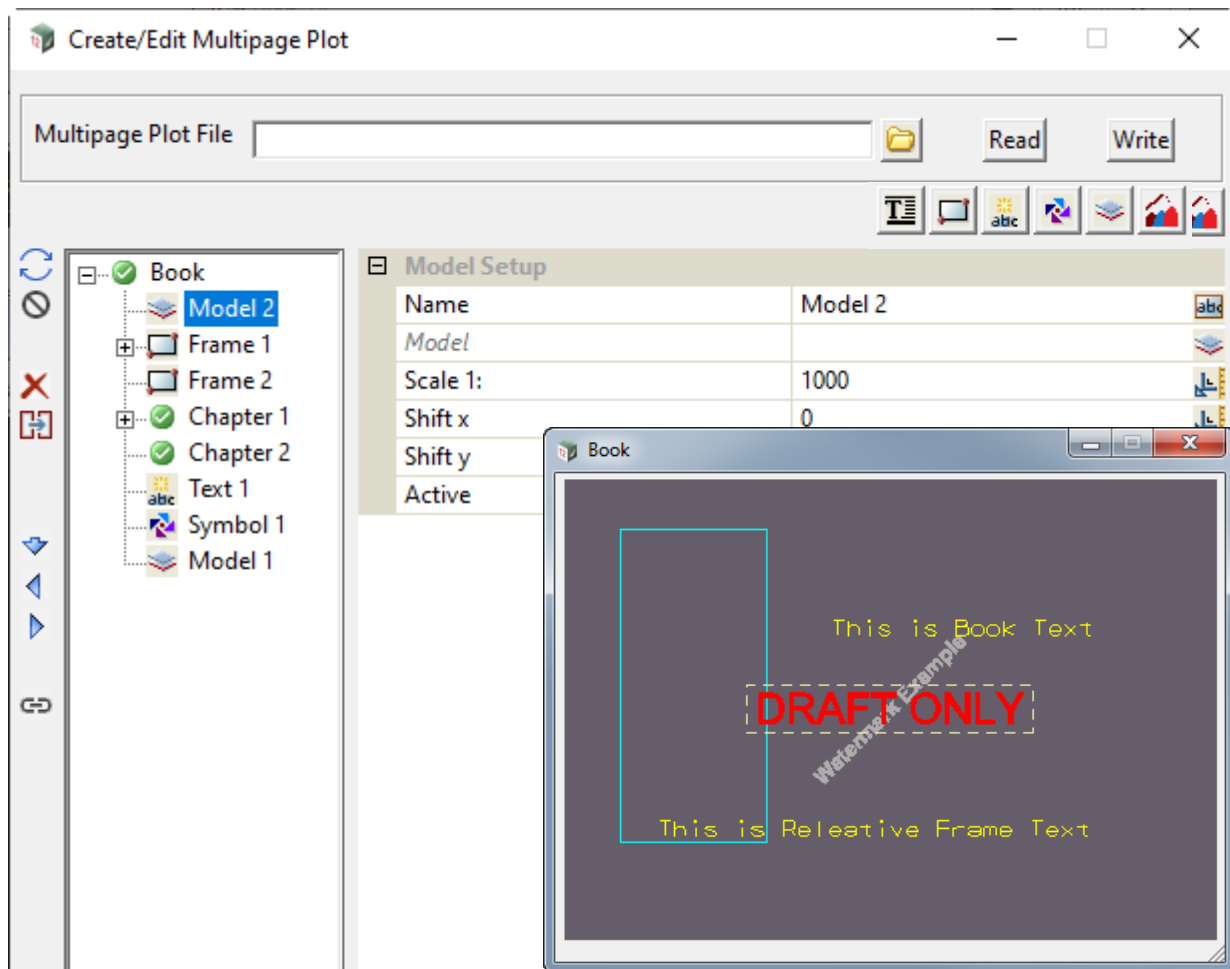 Create/Edit Multipage Plot
Multipage Plot File
Read
Write
abc
Book
Model 2
Frame 1
Frame 2
Chapter 1
Chapter 2
Text 1
Symbol 1
Model 1
Model Setup
Name Model 2
Model
Scale 1: 1000
Shift x 0
Shift y
Active
Book
This is Book Text
DRAFT ONLY
Watermark Example
This is Releative Frame Text